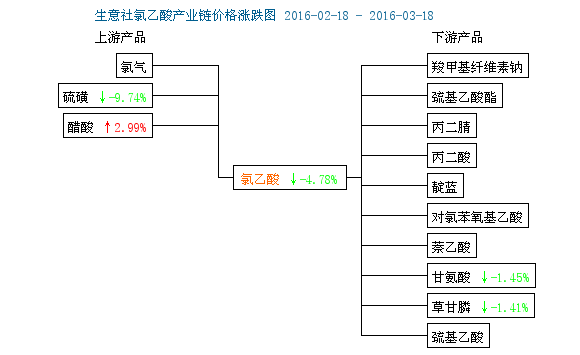 生意社氯乙酸产业链价格涨跌图 2016-02-18 - 2016-03-18
上游产品
下游产品
氯气
硫磺 ↓-9.74%
醋酸 ↑2.99%
氯乙酸 ↓-4.78%
羧甲基纤维素钠
巯基乙酸酯
丙二腈
丙二酸
靛蓝
对氯苯氧基乙酸
萘乙酸
甘氨酸 ↓-1.45%
草甘膦 ↓-1.41%
巯基乙酸